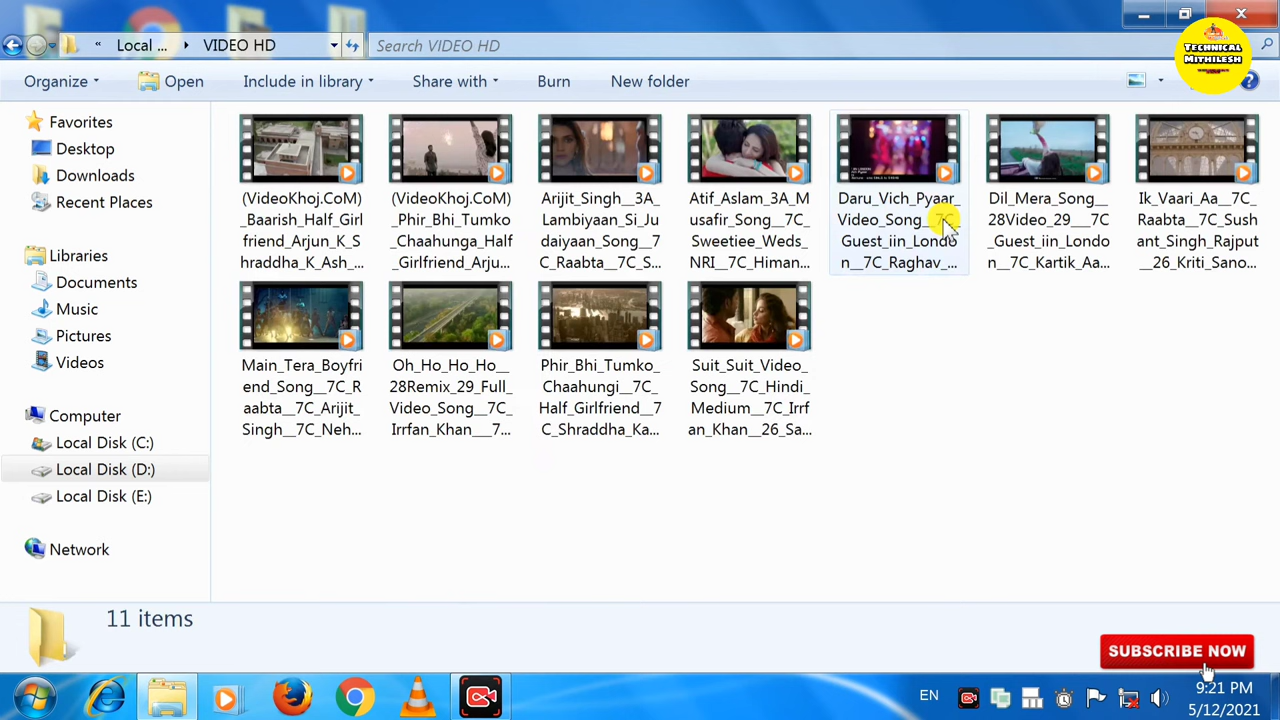 Local ...
VIDEO HD
Search VIDEO HD
TECHNICAL
MITHILESH
Organize
Open
Include in library
Share with
Burn
New folder
Favorites
Desktop
Downloads
Recent Places
Libraries
Documents
Music
Pictures
Videos
Computer
Local Disk (C:)
Local Disk (D:)
Local Disk (E:)
Network
(VideoKhoj.CoM)
_Baarish_Half_Girl
friend_Arjun_K_S
hraddha_K_Ash_...
(VideoKhoj.CoM)
_Phir_Bhi_Tumko
_Chaahunga_Half
_Girlfriend_Arju...
Arijit_Singh__3A_
Lambiyaan_Si_Ju
daiyaan_Song__7
C_Raabta__7C_S...
Atif_Aslam_3A_M
usafir_Song__7C_
Sweetiee_Weds_
NRI__7C_Himan...
Daru_Vich_Pyaar_
Video_Song__7C_
Guest_iin_Londo
n__7C_Raghav_...
Dil_Mera_Song__
28Video_29___7C
_Guest_iin_Londo
n__7C_Kartik_Aa...
Ik_Vaari_Aa__7C_
Raabta__7C_Sush
ant_Singh_Rajput
__26_Kriti_Sano...
Main_Tera_Boyfri
end_Song__7C_R
aabta__7C_Arijit_
Singh__7C_Neh...
Oh_Ho_Ho_Ho__
28Remix_29_Full_
Video_Song__7C_
Irrfan_Khan___7...
Phir_Bhi_Tumko_
Chaahungi__7C_
Half_Girlfriend__7
C_Shraddha_Ka...
Suit_Suit_Video_
Song__7C_Hindi_
Medium__7C_Irrf
an_Khan__26_Sa...
11 items
SUBSCRIBE NOW
EN
9:21 PM
5/12/2021